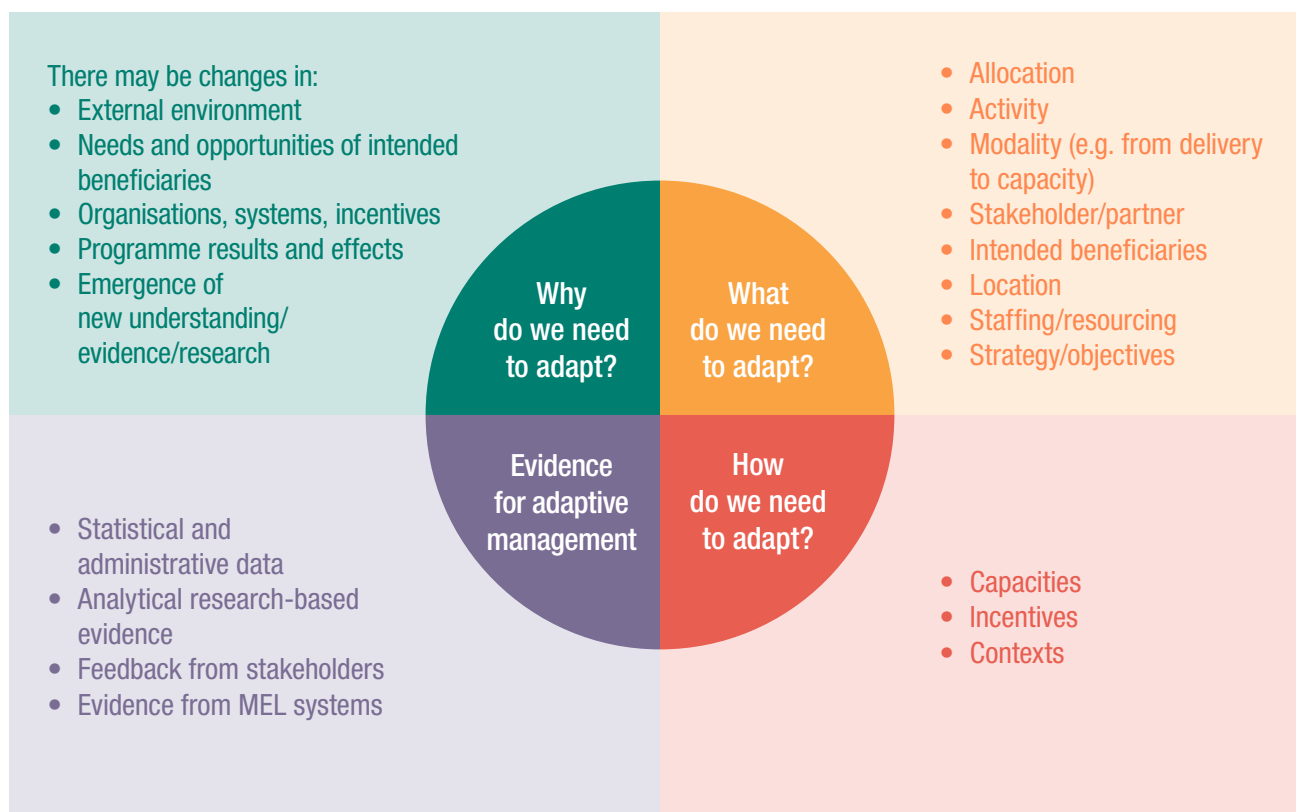 There may be changes in:
• External environment
• Needs and opportunities of intended
beneficiaries
• Organisations, systems, incentives
• Programme results and effects
• Emergence of
new understanding/
evidence/research
Why
do we need
to adapt?
• Allocation
• Activity
• Modality (e.g. from delivery
to capacity)
• Stakeholder/partner
• Intended beneficiaries
• Location
• Staffing/resourcing
• Strategy/objectives
What
do we need
to adapt?
Evidence
for adaptive
management
• Statistical and
administrative data
• Analytical research-based
evidence
• Feedback from stakeholders
• Evidence from MEL systems
How
do we need
to adapt?
• Capacities
• Incentives
• Contexts